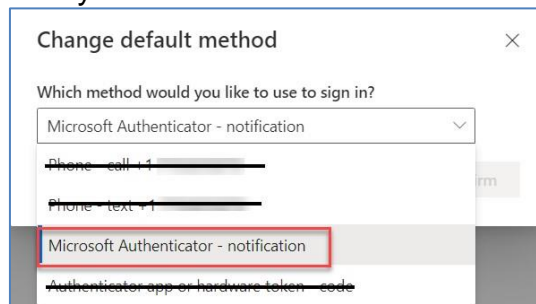 Change default method
Which method would you like to use to sign in?
Microsoft Authenticator - notification
Phone - call +1
Phone - text +1
rm
Microsoft Authenticator - notification
Authenticator app or hardware token - code